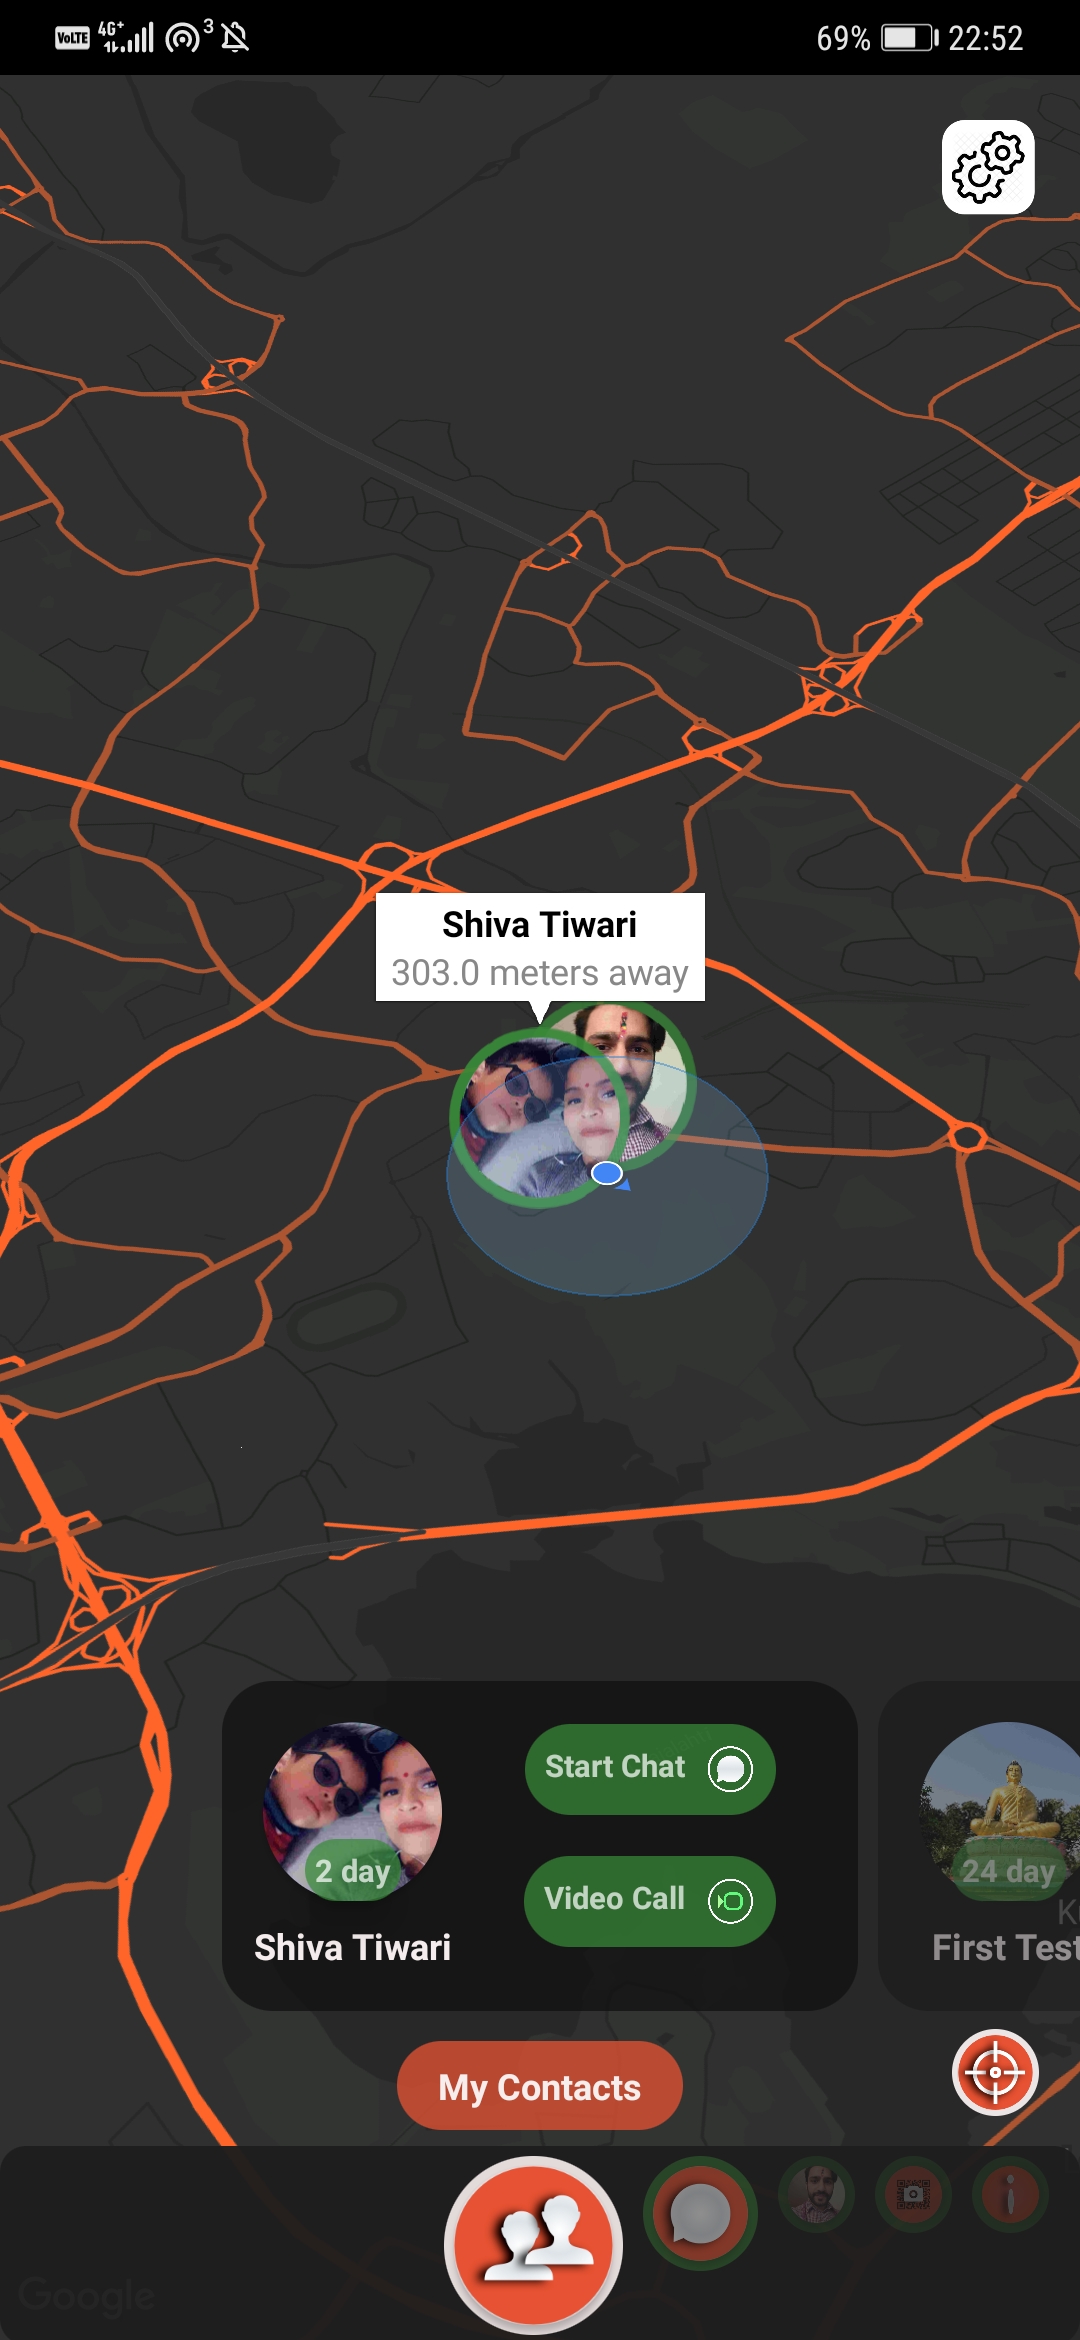 VoLTE 4G+ 3 69% 22:52
Shiva Tiwari
303.0 meters away
Start Chat
2 day
Video Call
Shiva Tiwari
24 day
First Test
My Contacts
Google